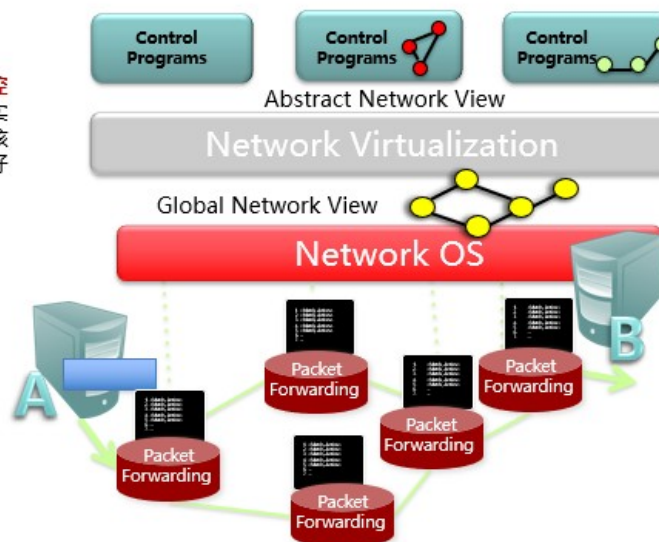 Control
Programs
Control
Programs
Control
Programs
Abstract Network View
Network Virtualization
Global Network View
Network OS
A
B
Packet
Forwarding
Packet
Forwarding
Packet
Forwarding
Packet
Forwarding
Packet
Forwarding